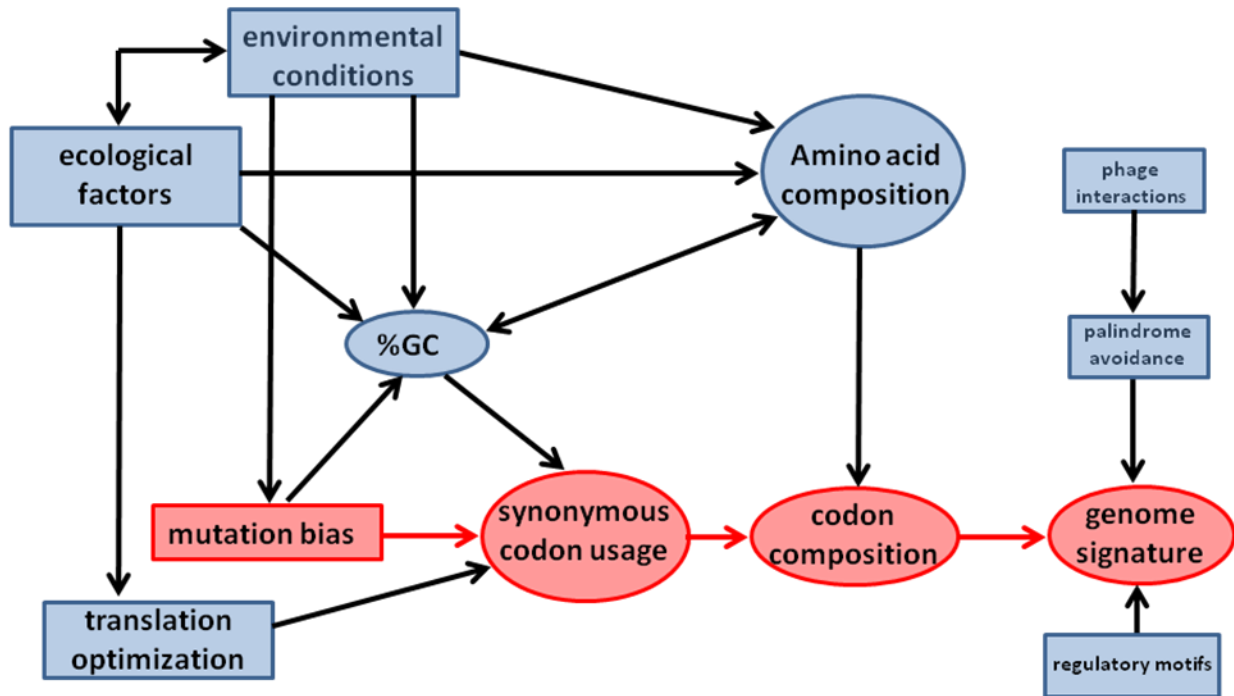 environmental
conditions
ecological
factors
Amino acid
composition
phage
interactions
%GC
palindrome
avoidance
mutation bias
synonymous
codon usage
codon
composition
genome
signature
translation
optimization
regulatory motifs